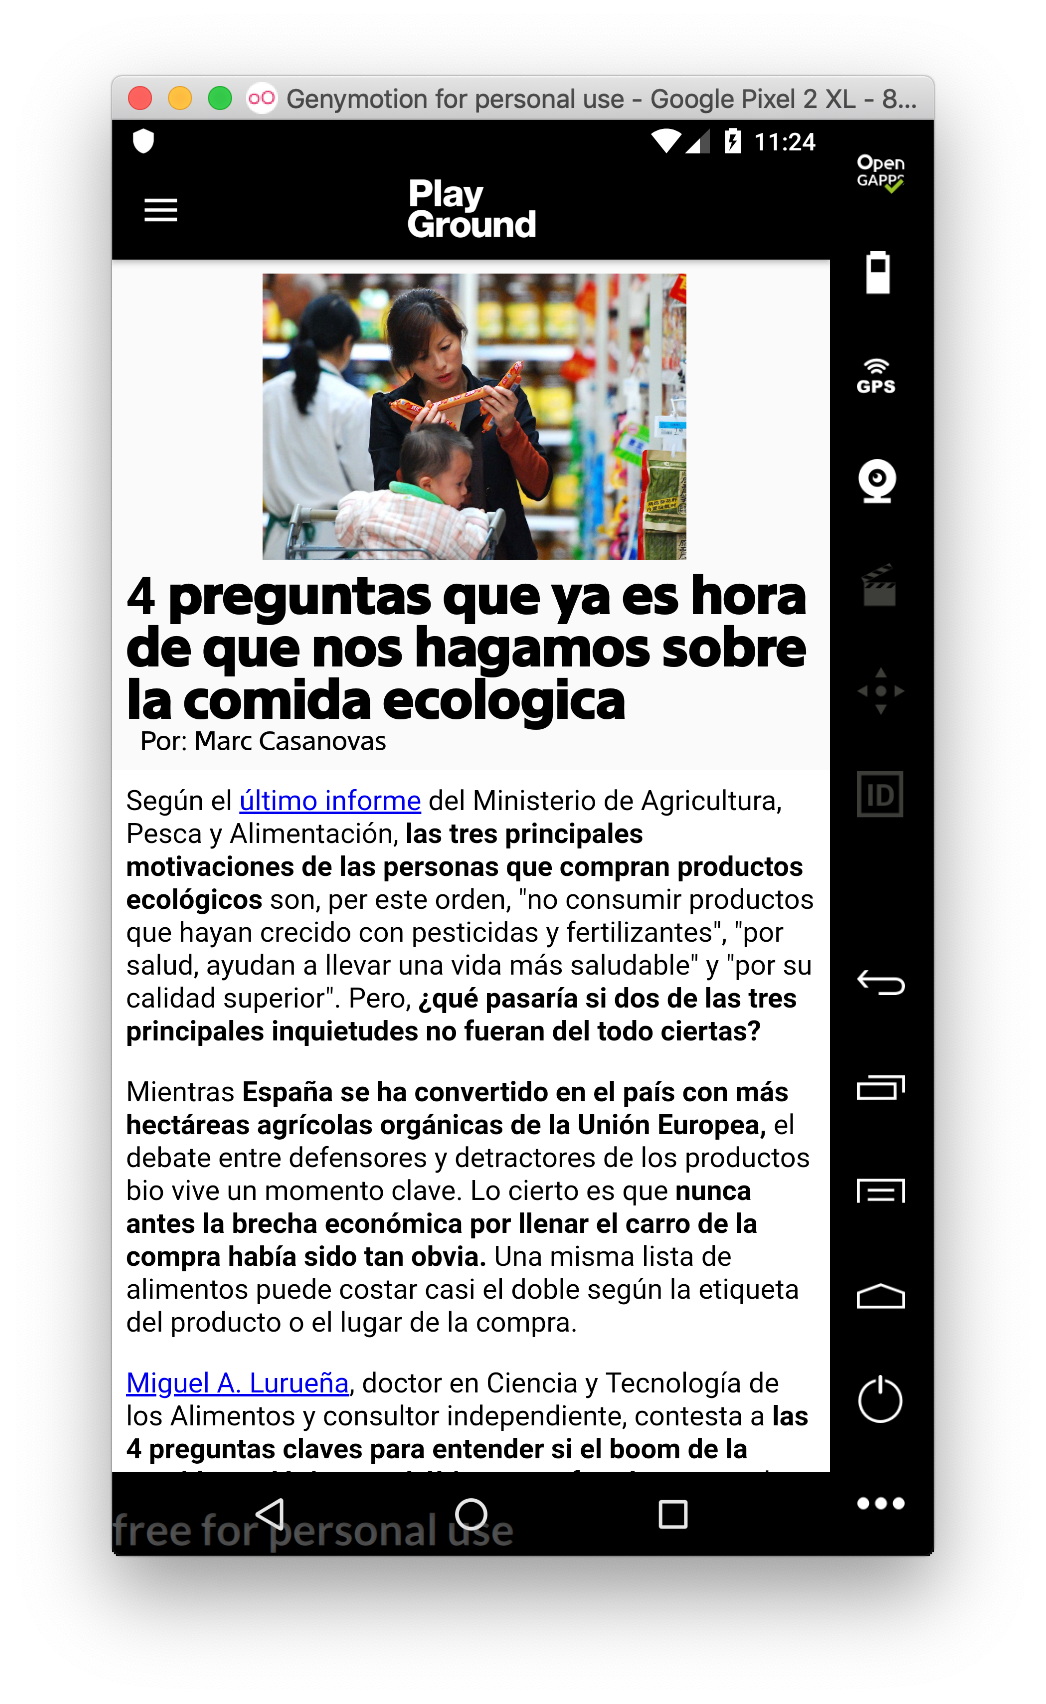 Genymotion for personal use - Google Pixel 2 XL - 8...
11:24
Open
GAPPS
Play
Ground
GPS
4 preguntas que ya es hora
de que nos hagamos sobre
la comida ecologica
Por: Marc Casanovas
Según el último informe del Ministerio de Agricultura,
Pesca y Alimentación, las tres principales
motivaciones de las personas que compran productos
ecológicos son, per este orden, "no consumir productos
que hayan crecido con pesticidas y fertilizantes", "por
salud, ayudan a llevar una vida más saludable" y "por su
calidad superior". Pero, ¿qué pasaría si dos de las tres
principales inquietudes no fueran del todo ciertas?
Mientras España se ha convertido en el país con más
hectáreas agrícolas orgánicas de la Unión Europea, el
debate entre defensores y detractores de los productos
bio vive un momento clave. Lo cierto es que nunca
antes la brecha económica por llenar el carro de la
compra había sido tan obvia. Una misma lista de
alimentos puede costar casi el doble según la etiqueta
del producto o el lugar de la compra.
Miguel A. Lurueña, doctor en Ciencia y Tecnología de
los Alimentos y consultor independiente, contesta a las
4 preguntas claves para entender si el boom de la
ID
free for personal use